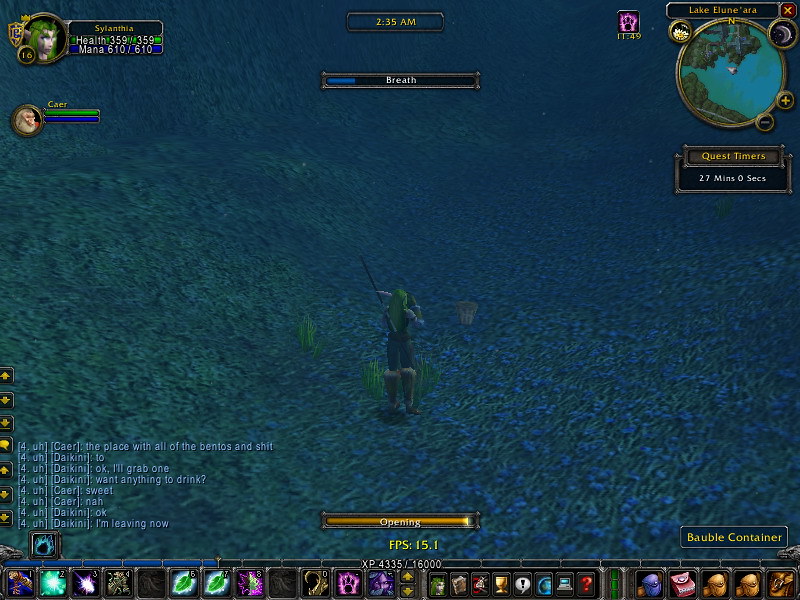 Sylanthia
Health 359 / 359
Mana 610 / 610
16
Caer
2:35 AM
Breath
11:49
Lake Elune'ara
N
Quest Timers
27 Mins 0 Secs
[4. uh] [Caer]: the place with all of the bentos and shit
[4. uh] [Daikini]: to
[4. uh] [Daikini]: ok, I'll grab one
[4. uh] [Daikini]: want anything to drink?
[4. uh] [Caer]: sweet
[4. uh] [Caer]: nah
[4. uh] [Daikini]: ok
[4. uh] [Daikini]: I'm leaving now
Opening
FPS: 15.1
Bauble Container
XP 4335 / 16000